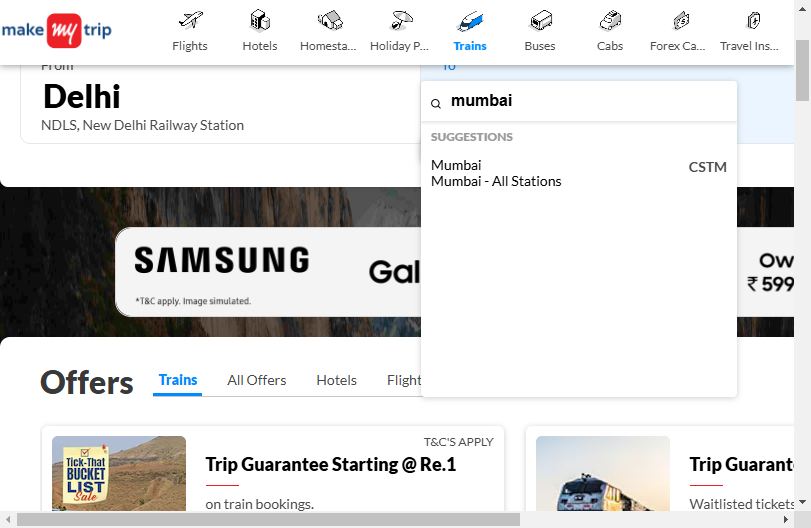 make my trip
Flights
Hotels
Homesta...
Holiday P...
Trains
Buses
Cabs
Forex Ca...
Travel Ins...
From
Delhi
NDLS, New Delhi Railway Station
To
mumbai
SUGGESTIONS
Mumbai
CSTM
Mumbai - All Stations
SAMSUNG
Gal
*T&C apply. Image simulated.
Ow
₹ 599
Offers
Trains
All Offers
Hotels
Flight
T&C'S APPLY
Trip Guarantee Starting @ Re.1
on train bookings.
TICK-THAT
BUCKET
LIST
Sale
Trip Guarant
Waitlisted tickets